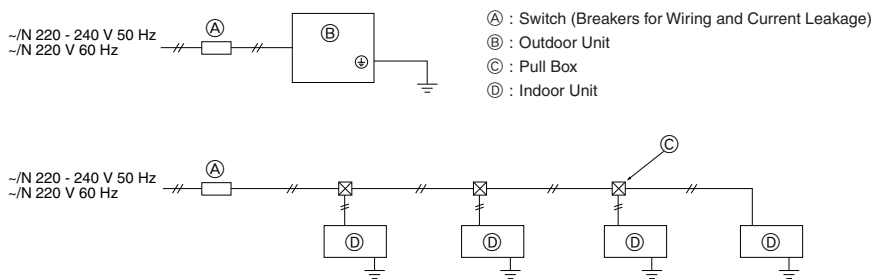 ~/N 220 - 240 V 50 Hz
~/N 220 V 60 Hz
Ⓐ
Ⓑ
Ⓐ : Switch (Breakers for Wiring and Current Leakage)
Ⓑ : Outdoor Unit
Ⓒ : Pull Box
Ⓓ : Indoor Unit
~/N 220 - 240 V 50 Hz
~/N 220 V 60 Hz
Ⓐ
Ⓒ
Ⓓ
Ⓓ
Ⓓ
Ⓓ